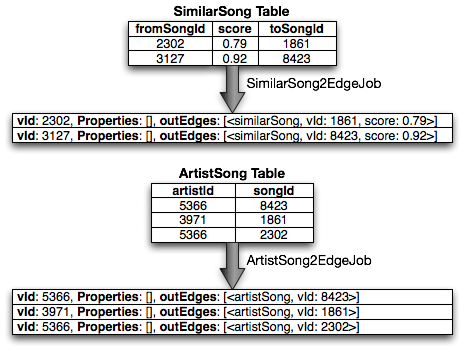 SimilarSong Table
fromSongId score toSongId
2302 0.79 1861
3127 0.92 8423
SimilarSong2EdgeJob
vId: 2302, Properties: [], outEdges: [<similarSong, vId: 1861, score: 0.79>]
vId: 3127, Properties: [], outEdges: [<similarSong, vId: 8423, score: 0.92>]
ArtistSong Table
artistId songId
5366 8423
3971 1861
5366 2302
ArtistSong2EdgeJob
vId: 5366, Properties: [], outEdges: [<artistSong, vId: 8423>]
vId: 3971, Properties: [], outEdges: [<artistSong, vId: 1861>]
vId: 5366, Properties: [], outEdges: [<artistSong, vId: 2302>]